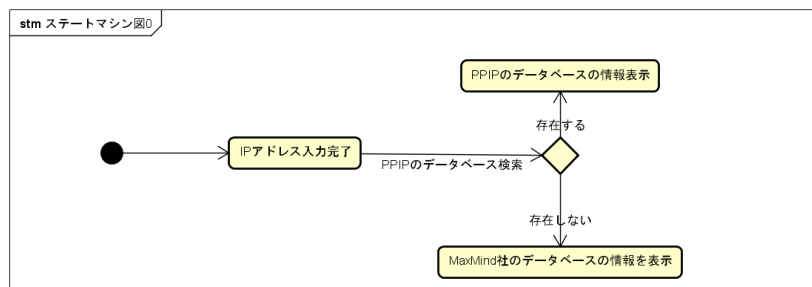 stm ステートマシン図0
PPIPのデータベースの情報表示
存在する
IPアドレス入力完了
PPIPのデータベース検索
存在しない
MaxMind社のデータベースの情報を表示